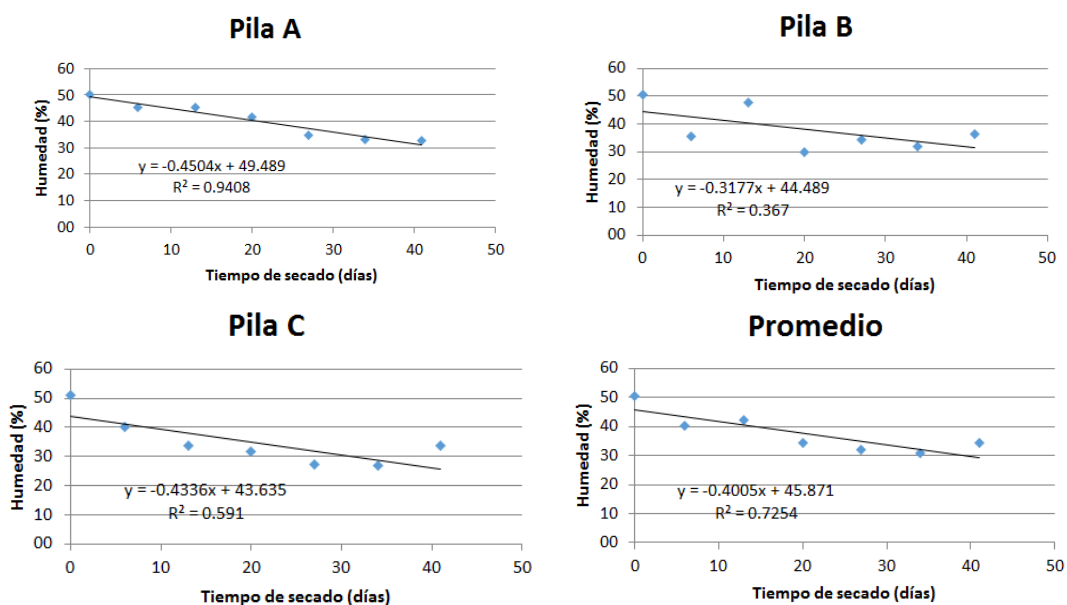 Pila A
60
50
40
30
20
10
00
Humedad (%)
y = -0.4504x + 49.489
R² = 0.9408
0 10 20 30 40 50
Tiempo de secado (días)
Pila B
60
50
40
30
20
10
00
Humedad (%)
y = -0.3177x + 44.489
R² = 0.367
0 10 20 30 40 50
Tiempo de secado (días)
Pila C
60
50
40
30
20
10
00
Humedad (%)
y = -0.4336x + 43.635
R² = 0.591
0 10 20 30 40 50
Tiempo de secado (días)
Promedio
60
50
40
30
20
10
00
Humedad (%)
y = -0.4005x + 45.871
R² = 0.7254
0 10 20 30 40 50
Tiempo de secado (días)